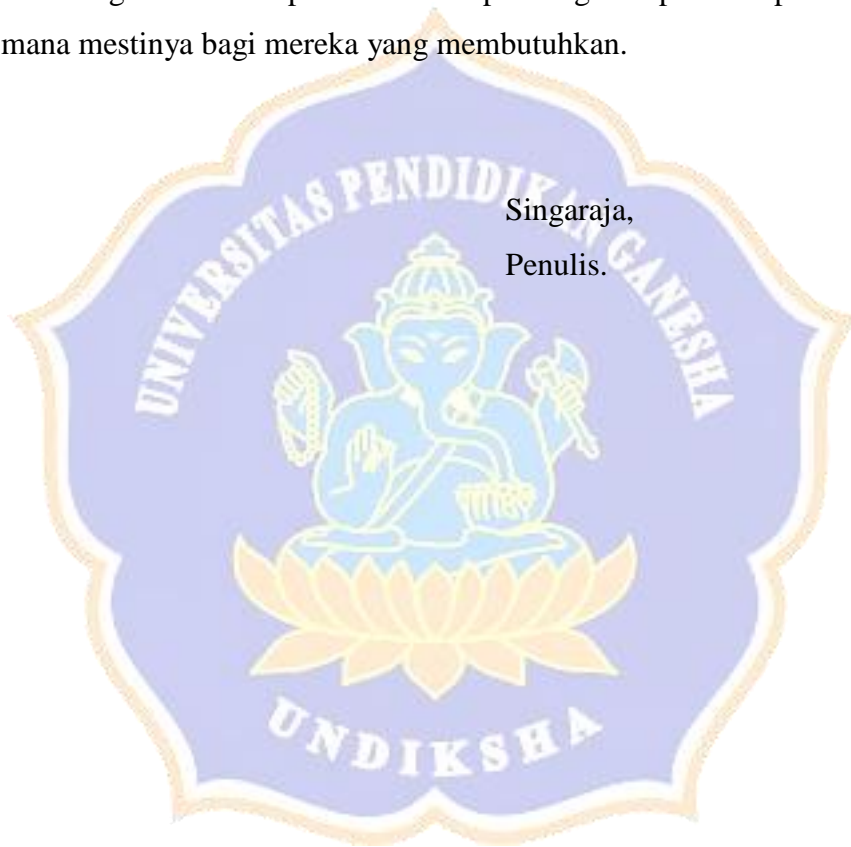 mana mestinya bagi mereka yang membutuhkan.
Singaraja,
Penulis.
UNIVERSITAS PENDIDIKAN GANESHA
UNDIKSHA